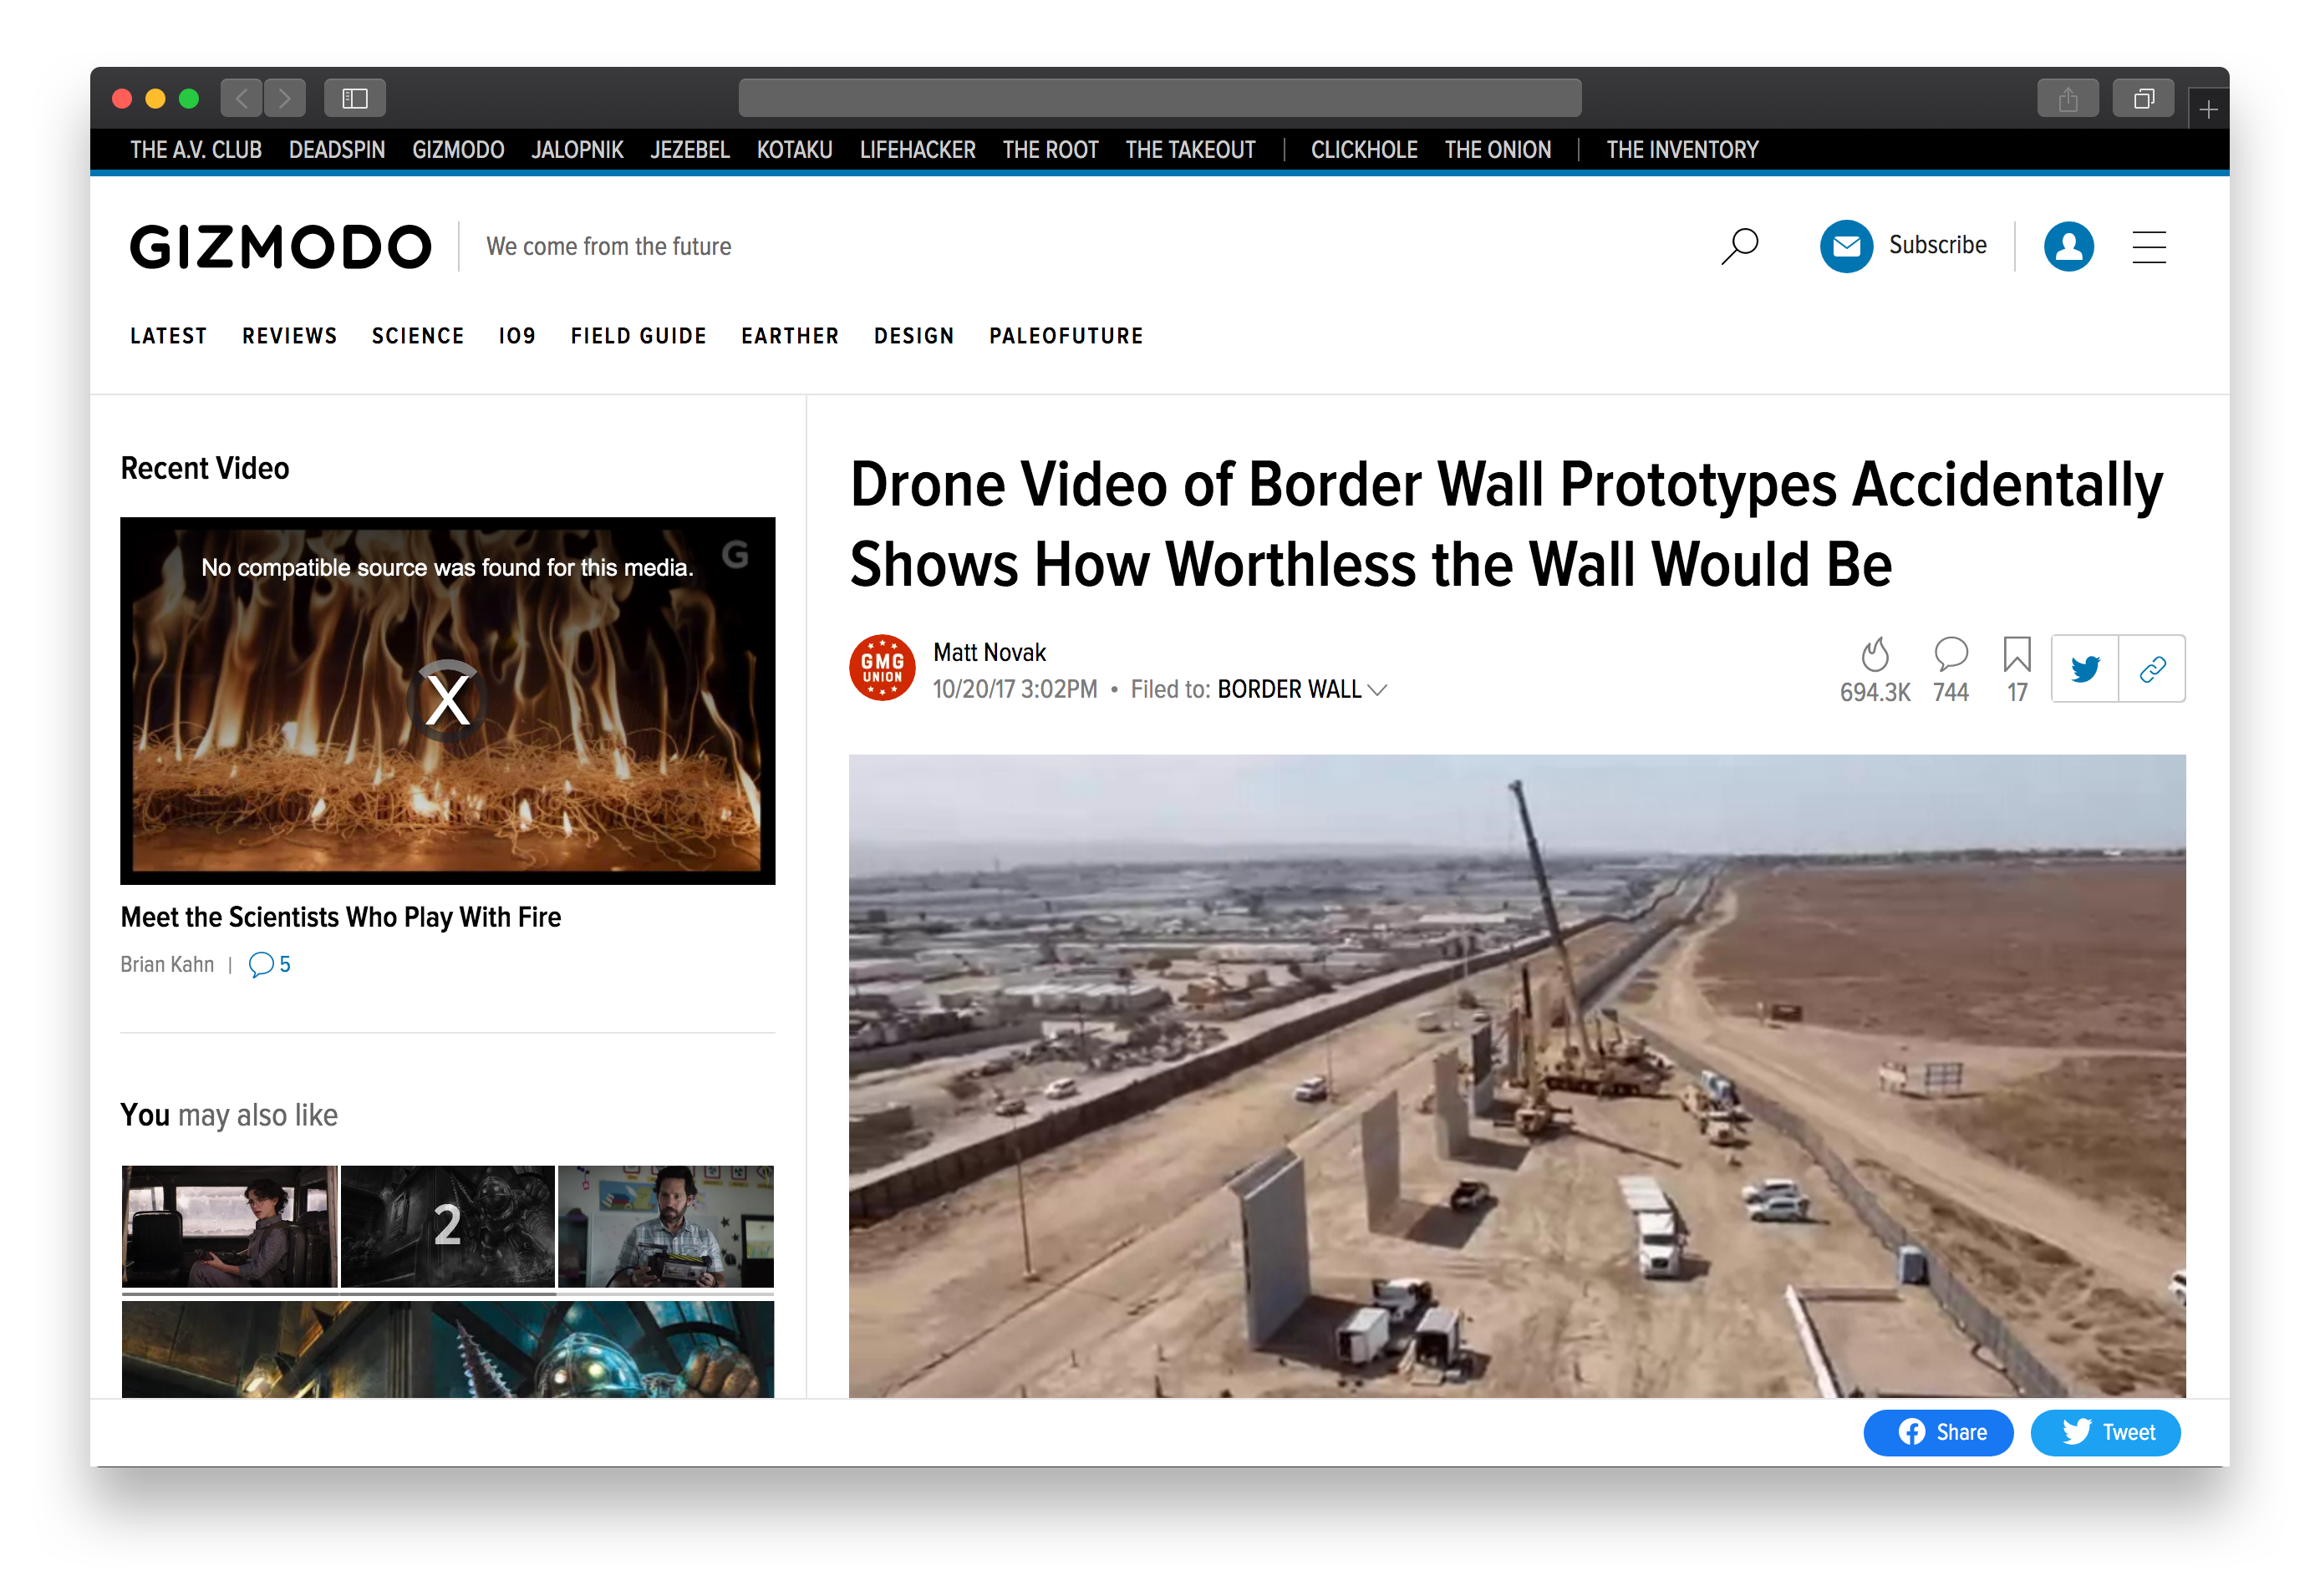 THE A.V. CLUB DEADSPIN GIZMODO JALOPNIK JEZEBEL KOTAKU LIFEHACKER THE ROOT THE TAKEOUT | CLICKHOLE THE ONION | THE INVENTORY
GIZMODO
We come from the future
Subscribe
LATEST REVIEWS SCIENCE IO9 FIELD GUIDE EARTHER DESIGN PALEOFUTURE
Recent Video
No compatible source was found for this media.
G
X
Meet the Scientists Who Play With Fire
Brian Kahn | 5
You may also like
2
Drone Video of Border Wall Prototypes Accidentally
Shows How Worthless the Wall Would Be
GMG
UNION
Matt Novak
10/20/17 3:02PM • Filed to: BORDER WALL
694.3K 744 17
Share Tweet